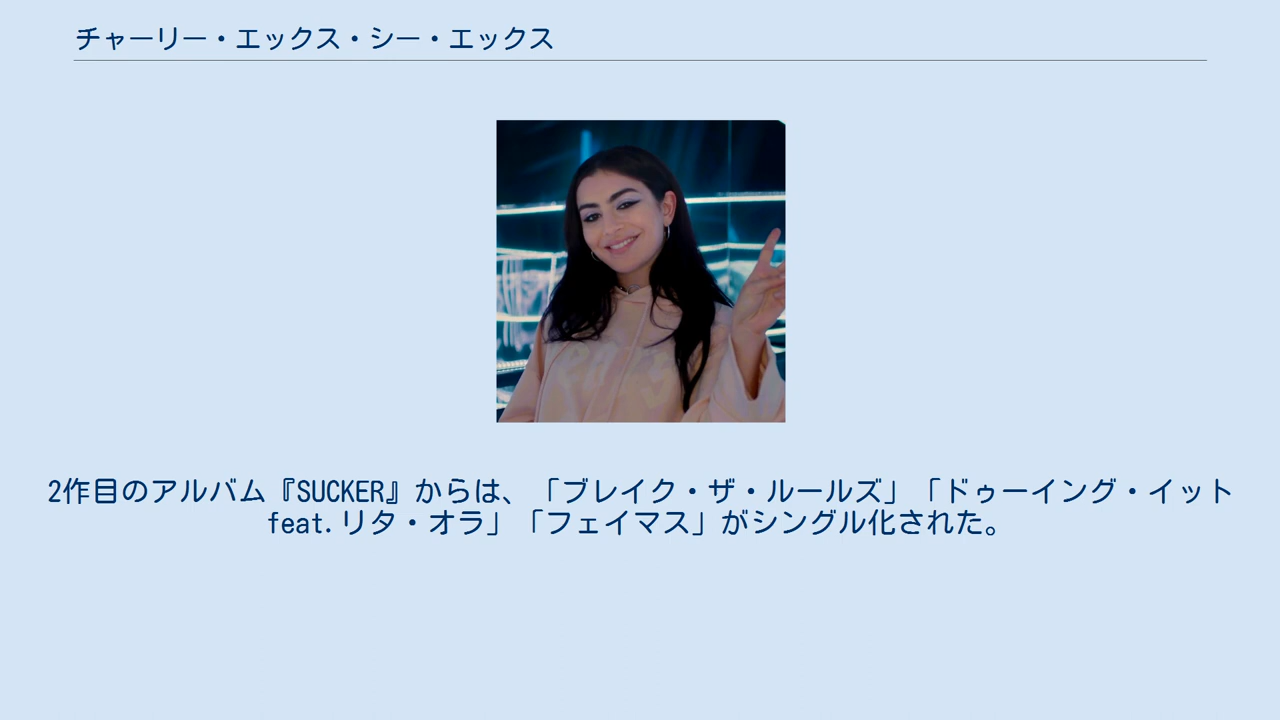 チャーリー・エックス・シー・エックス
2作目のアルバム『SUCKER』からは、「ブレイク・ザ・ルールズ」「ドゥーイング・イット
feat.リタ・オラ」「フェイマス」がシングル化された。